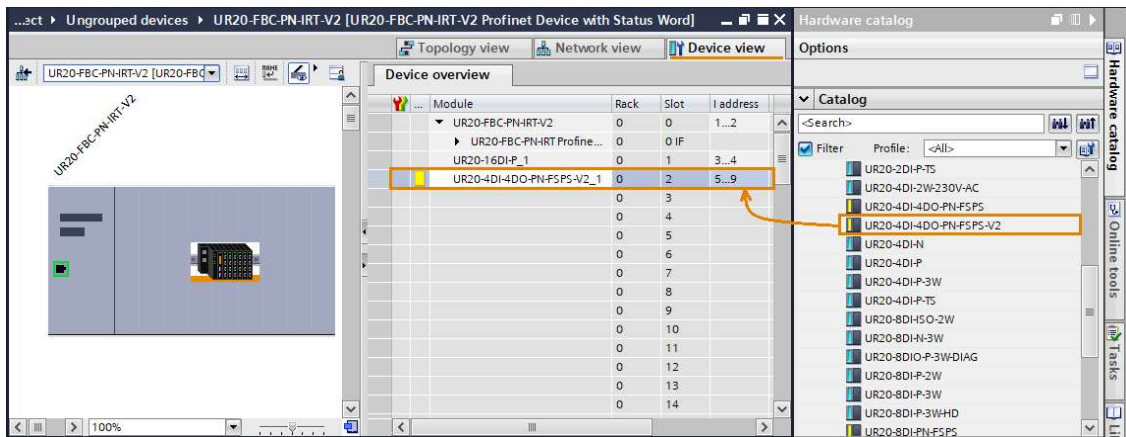 ...ect ▸ Ungrouped devices ▸ UR20-FBC-PN-IRT-V2 [UR20-FBC-PN-IRT-V2 Profinet Device with Status Word]
Hardware catalog
Topology view
Network view
Device view
Options
UR20-FBC-PN-IRT-V2 [UR20-FBC
Device overview
Module Rack Slot I address
UR20-FBC-PN-IRT-V2 0 0 1...2
UR20-FBC-PN-IRT Profine... 0 0 IF
UR20-16DI-P_1 0 1 3...4
UR20-4DI-4DO-PN-FSPS-V2_1 0 2 5...9
0 3
0 4
0 5
0 6
0 7
0 8
0 9
0 10
0 11
0 12
0 13
0 14
UR20-FBC-PN-IRT-V2
100%
Catalog
<Search>
Filter Profile: <All>
UR20-2DI-P-TS
UR20-4DI-2W-230V-AC
UR20-4DI-4DO-PN-FSPS
UR20-4DI-4DO-PN-FSPS-V2
UR20-4DI-N
UR20-4DI-P
UR20-4DI-P-3W
UR20-4DI-P-TS
UR20-8DI-ISO-2W
UR20-8DI-N-3W
UR20-8DIO-P-3W-DIAG
UR20-8DI-P-2W
UR20-8DI-P-3W
UR20-8DI-P-3W-HD
UR20-8DI-PN-FSPS
Hardware catalog
Online tools
Tasks
Li